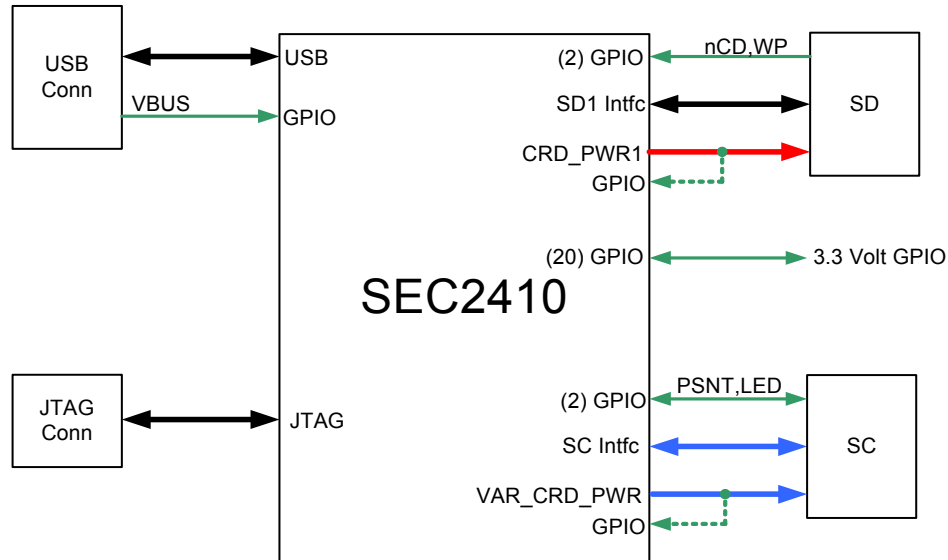 USB
Conn
VBUS
USB
GPIO
(2) GPIO
nCD,WP
SD1 Intfc
SD
CRD_PWR1
GPIO
(20) GPIO
3.3 Volt GPIO
SEC2410
JTAG
Conn
JTAG
(2) GPIO
PSNT,LED
SC Intfc
SC
VAR_CRD_PWR
GPIO